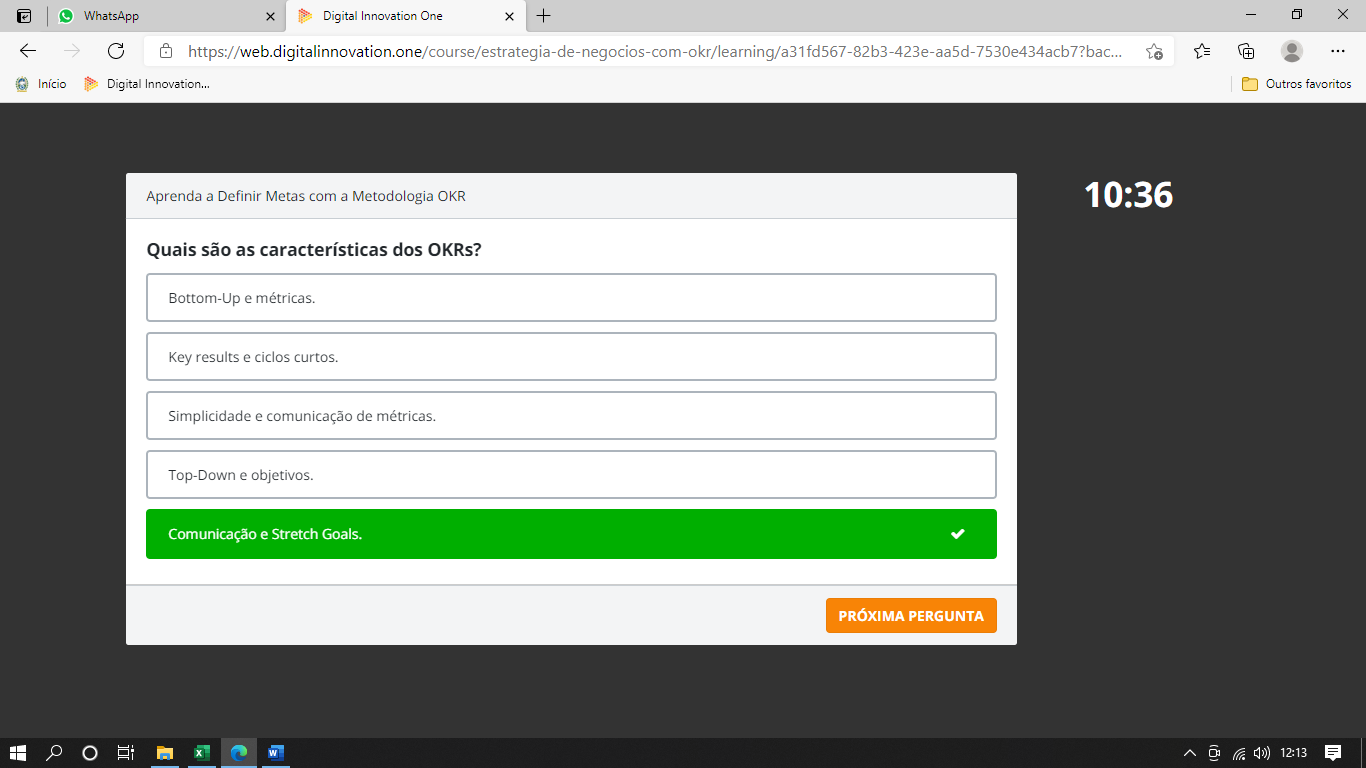 WhatsApp
Digital Innovation One
https://web.digitalinnovation.one/course/estrategia-de-negocios-com-okr/learning/a31fd567-82b3-423e-aa5d-7530e434acb7?bac...
Início
Digital Innovation...
Outros favoritos
Aprenda a Definir Metas com a Metodologia OKR
10:36
Quais são as características dos OKRs?
Bottom-Up e métricas.
Key results e ciclos curtos.
Simplicidade e comunicação de métricas.
Top-Down e objetivos.
Comunicação e Stretch Goals.
PRÓXIMA PERGUNTA
12:13